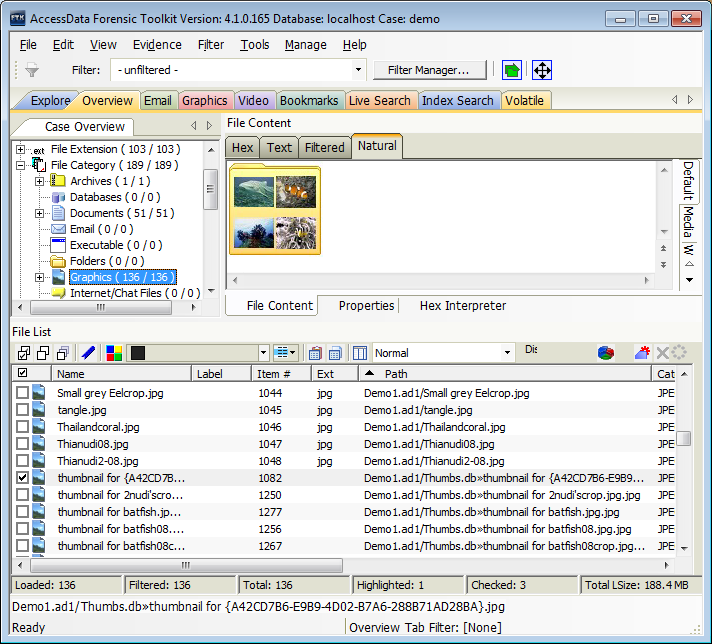 FTK AccessData Forensic Toolkit Version: 4.1.0.165 Database: localhost Case: demo
File Edit View Evidence Filter Tools Manage Help
Filter: - unfiltered - Filter Manager...
Explore Overview Email Graphics Video Bookmarks Live Search Index Search Volatile
Case Overview
File Content
Hex Text Filtered Natural
.ext File Extension ( 103 / 103 )
File Category ( 189 / 189 )
Archives ( 1 / 1 )
Databases ( 0 / 0 )
Documents ( 51 / 51 )
Email ( 0 / 0 )
Executable ( 0 / 0 )
Folders ( 0 / 0 )
Graphics ( 136 / 136 )
Internet/Chat Files ( 0 / 0 )
Default Media W
File Content Properties Hex Interpreter
File List
Normal Dis
Name Label Item # Ext Path Cat
Small grey Eelcrop.jpg 1044 jpg Demo1.ad1/Small grey Eelcrop.jpg JPE
tangle.jpg 1045 jpg Demo1.ad1/tangle.jpg JPE
Thailandcoral.jpg 1046 jpg Demo1.ad1/Thailandcoral.jpg JPE
Thianudi08.jpg 1047 jpg Demo1.ad1/Thianudi08.jpg JPE
Thianudi2-08.jpg 1048 jpg Demo1.ad1/Thianudi2-08.jpg JPE
thumbnail for {A42CD7B... 1082 Demo1.ad1/Thumbs.db»thumbnail for {A42CD7B6-E9B9... JPE
thumbnail for 2nudi'scro... 1250 Demo1.ad1/Thumbs.db»thumbnail for 2nudi'scrop.jpg.jpg JPE
thumbnail for batfish.jp... 1277 Demo1.ad1/Thumbs.db»thumbnail for batfish.jpg.jpg JPE
thumbnail for batfish08.... 1256 Demo1.ad1/Thumbs.db»thumbnail for batfish08.jpg.jpg JPE
thumbnail for batfish08c... 1267 Demo1.ad1/Thumbs.db»thumbnail for batfish08crop.jpg... JPE
Loaded: 136 Filtered: 136 Total: 136 Highlighted: 1 Checked: 3 Total LSize: 188.4 MB
Demo1.ad1/Thumbs.db»thumbnail for {A42CD7B6-E9B9-4D02-B7A6-288B71AD28BA}.jpg
Ready Overview Tab Filter: [None]